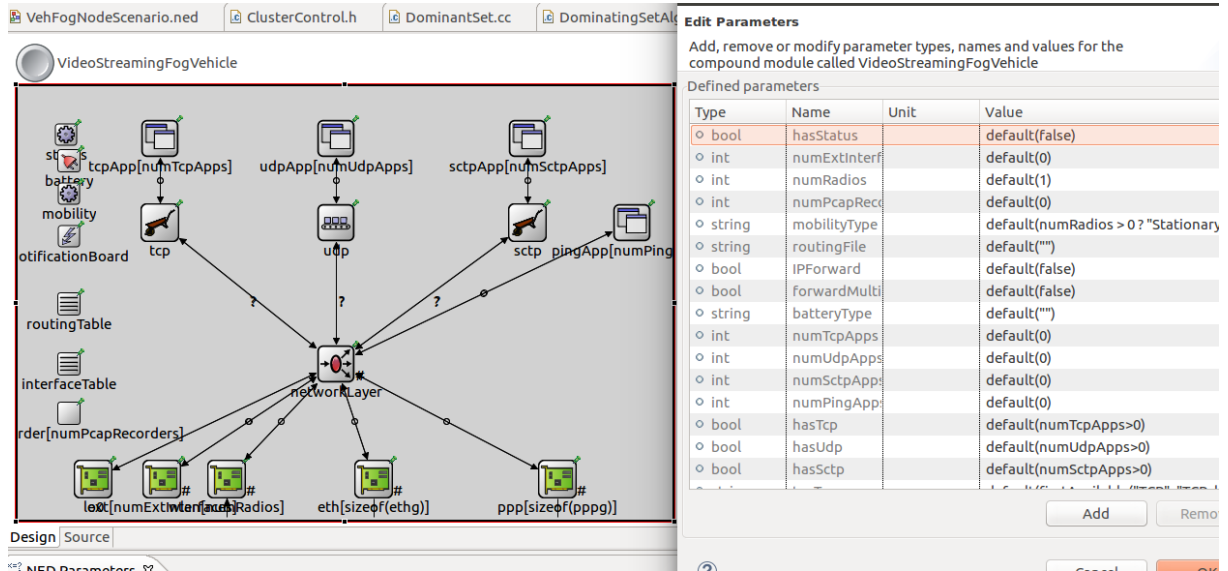 VehFogNodeScenario.ned
ClusterControl.h
DominantSet.cc
DominatingSetAlg
VideoStreamingFogVehicle
tcpApp[numTcpApps]
udpApp[numUdpApps]
sctpApp[numSctpApps]
battery
mobility
otificationBoard
tcp
udp
sctp
pingApp[numPing
?
?
?
routingTable
interfaceTable
networkLayer
rder[numPcapRecorders]
#
#
#
#
eth[sizeof(ethg)]
ppp[sizeof(pppg)]
Design
Source
NED Parameters
Edit Parameters
Add, remove or modify parameter types, names and values for the
compound module called VideoStreamingFogVehicle
Defined parameters
Type Name Unit Value
bool hasStatus default(false)
int numExtInterf default(0)
int numRadios default(1)
int numPcapReco default(0)
string mobilityType default(numRadios > 0 ? "Stationary
string routingFile default("")
bool IPForward default(false)
bool forwardMulti default(false)
string batteryType default("")
int numTcpApps default(0)
int numUdpApps default(0)
int numSctpApps default(0)
int numPingApps default(0)
bool hasTcp default(numTcpApps>0)
bool hasUdp default(numUdpApps>0)
bool hasSctp default(numSctpApps>0)
Add
Remo
Cancel
OK